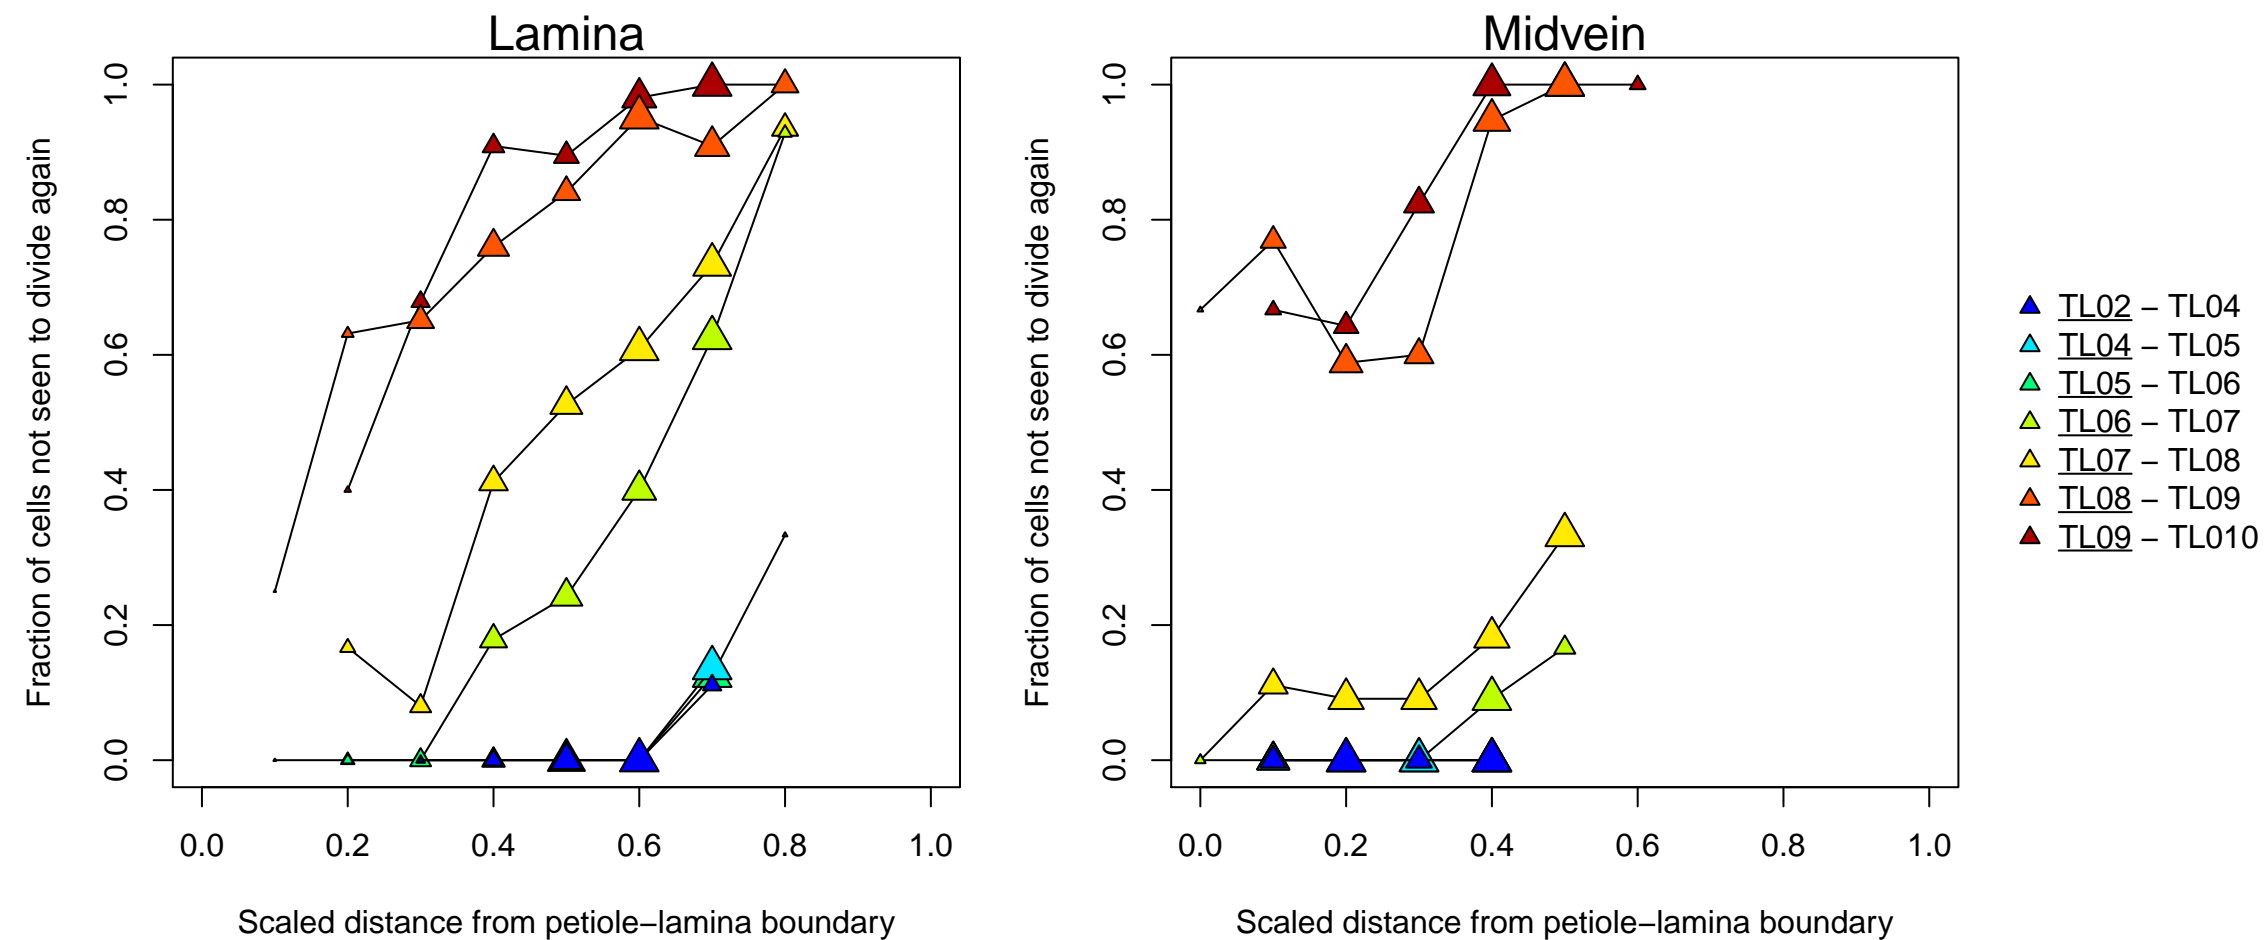 Lamina
Fraction of cells not seen to divide again
1.0
0.8
0.6
0.4
0.2
0.0
0.0 0.2 0.4 0.6 0.8 1.0
Scaled distance from petiole−lamina boundary
Midvein
Fraction of cells not seen to divide again
1.0
0.8
0.6
0.4
0.2
0.0
0.0 0.2 0.4 0.6 0.8 1.0
Scaled distance from petiole−lamina boundary
TL02 − TL04
TL04 − TL05
TL05 − TL06
TL06 − TL07
TL07 − TL08
TL08 − TL09
TL09 − TL010